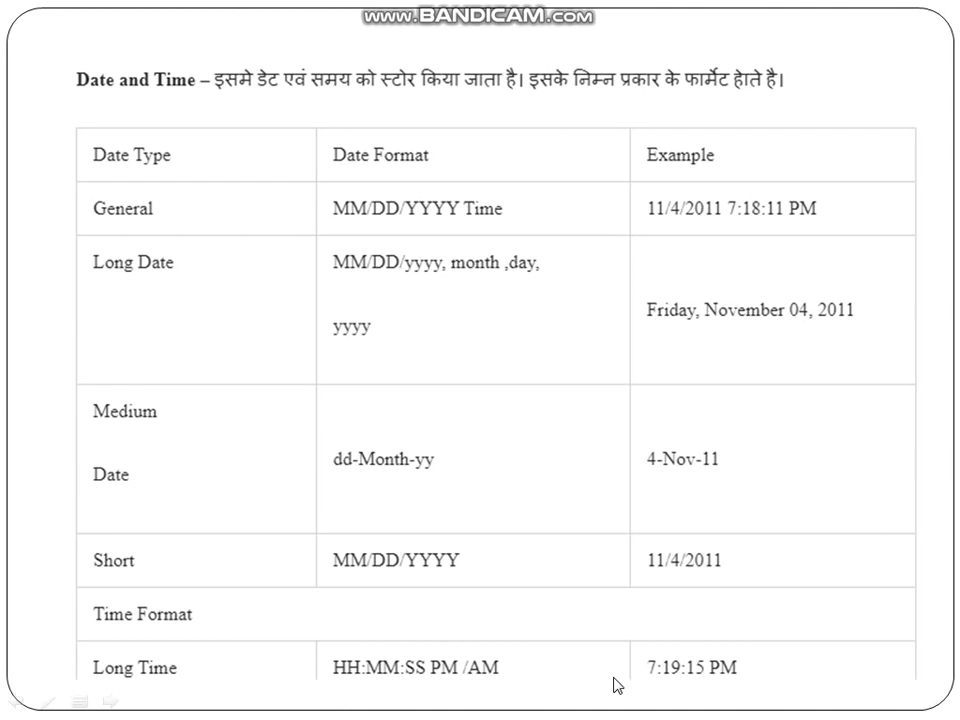 www.BANDICAM.com
Date and Time – इसमे डेट एवं समय को स्टोर किया जाता है। इसके निम्न प्रकार के फार्मेट हेाते है।
Date Type Date Format Example
General MM/DD/YYYY Time 11/4/2011 7:18:11 PM
Long Date MM/DD/yyyy, month ,day,
yyyy
Friday, November 04, 2011
Medium
Date
dd-Month-yy 4-Nov-11
Short MM/DD/YYYY 11/4/2011
Time Format
Long Time HH:MM:SS PM /AM 7:19:15 PM